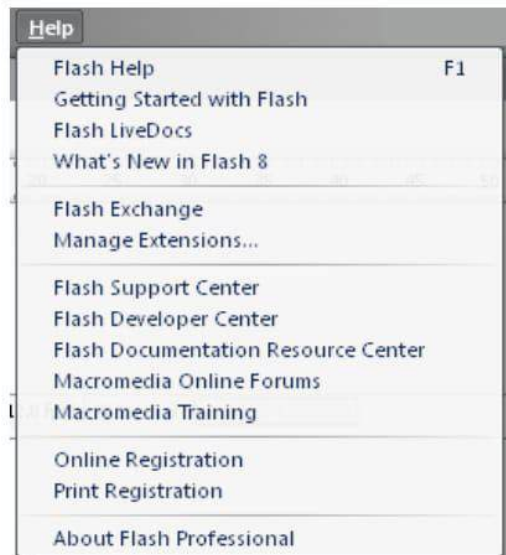 Help
Flash Help F1
Getting Started with Flash
Flash LiveDocs
What's New in Flash 8
Flash Exchange
Manage Extensions...
Flash Support Center
Flash Developer Center
Flash Documentation Resource Center
Macromedia Online Forums
Macromedia Training
Online Registration
Print Registration
About Flash Professional